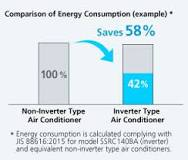 Comparison of Energy Consumption (example) *
Saves 58%
100 %
42%
Non-Inverter Type
Air Conditioner
Inverter Type
Air Conditioner
* Energy consumption is calculated complying with
JIS B8616:2015 for model SSRC140BA (inverter)
and equivalent non-inverter type air conditioners.